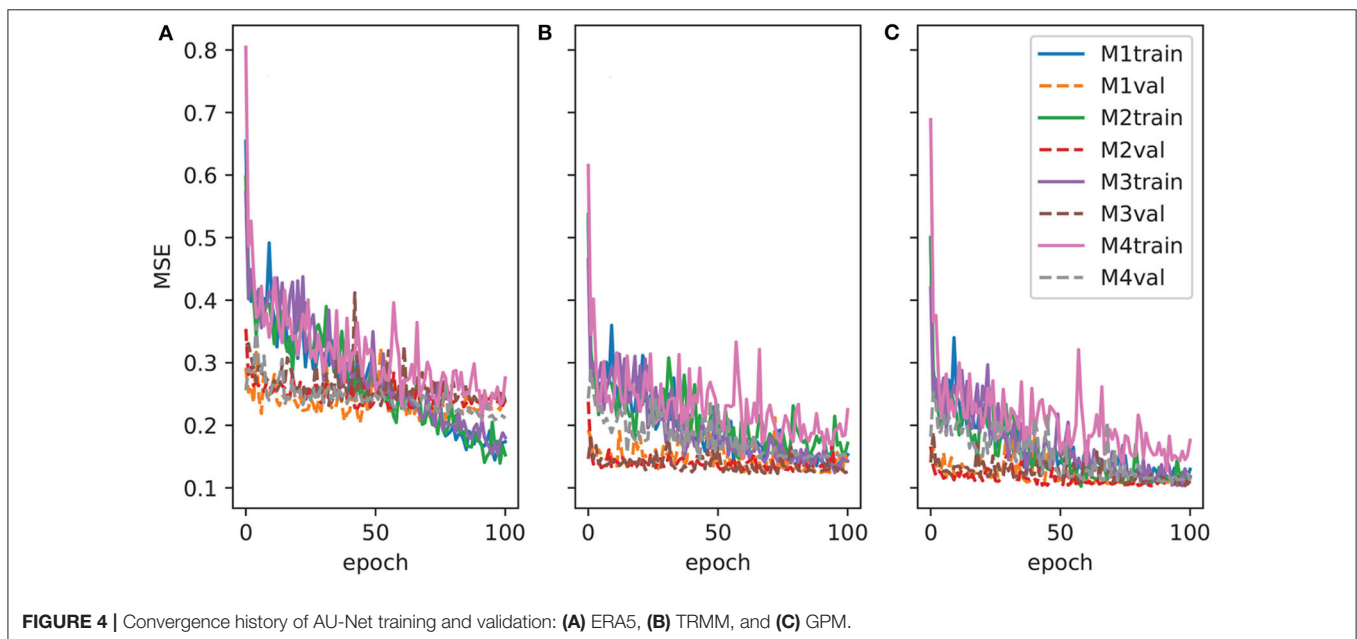 A
B
C
0.8
0.7
0.6
0.5
0.4
0.3
0.2
0.1
MSE
0 50 100
epoch
0 50 100
epoch
0 50 100
epoch
M1train
M1val
M2train
M2val
M3train
M3val
M4train
M4val
FIGURE 4 | Convergence history of AU-Net training and validation: (A) ERA5, (B) TRMM, and (C) GPM.